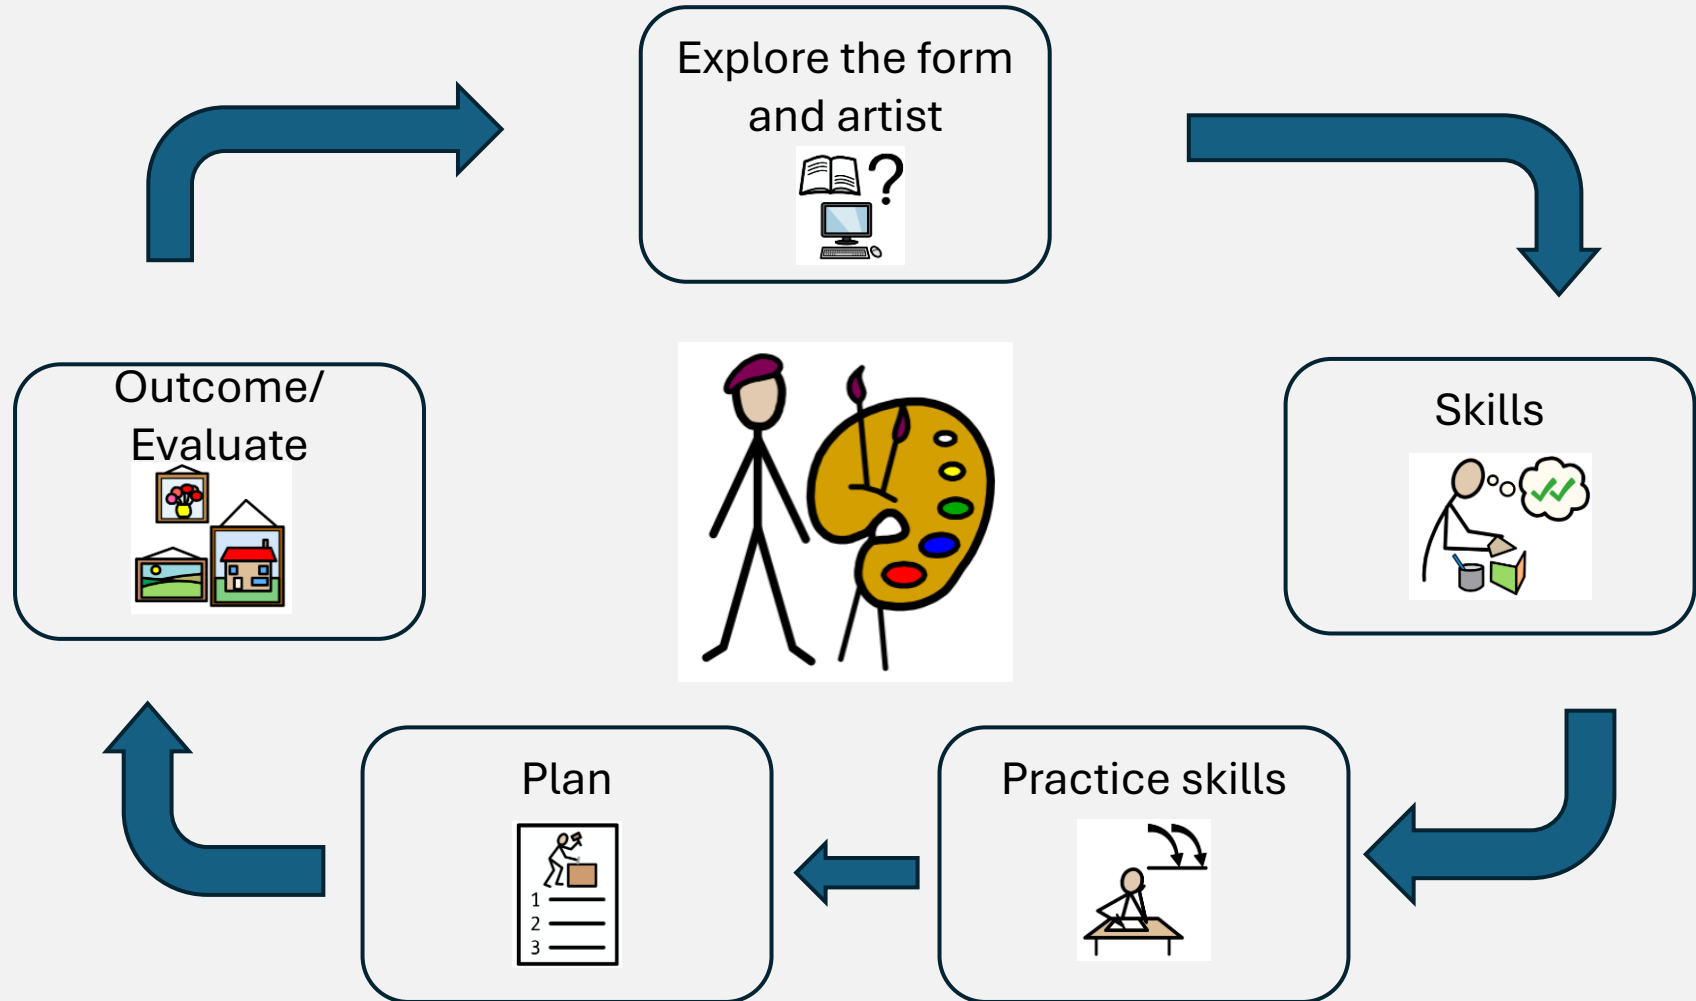 Explore the form
and artist
?
Skills
Practice skills
Plan
1
2
3
Outcome/
Evaluate